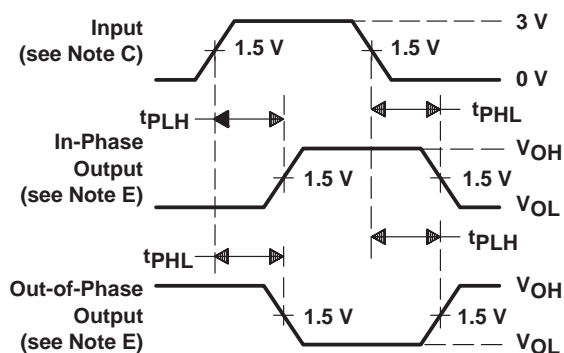 3 V
Input
(see Note C)
1.5 V
1.5 V
0 V
tPLH
tPHL
In-Phase
Output
(see Note E)
VOH
1.5 V
1.5 V
VOL
tPHL
tPLH
Out-of-Phase
Output
(see Note E)
VOH
1.5 V
1.5 V
VOL